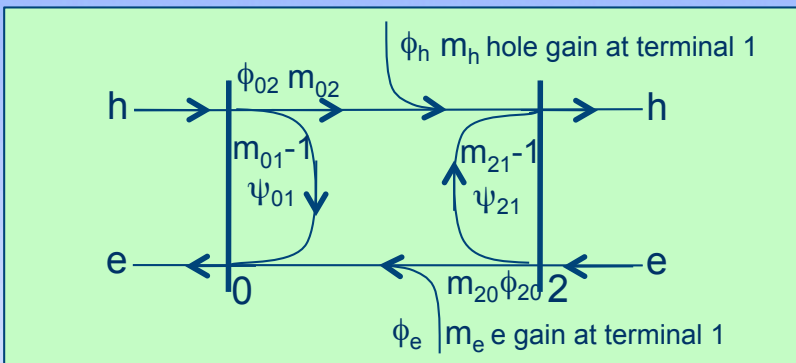 ϕh mh hole gain at terminal 1
ϕ02 m02
h h
m01-1 m21-1
ψ01 ψ21
e e
0 m20ϕ20 2
ϕe me e gain at terminal 1